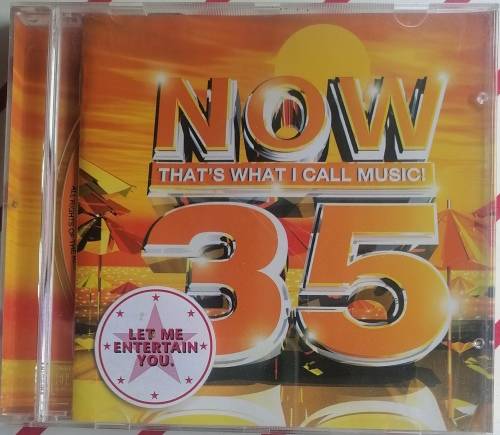 NOW
THAT'S WHAT I CALL MUSIC!
35
LET ME
ENTERTAIN
YOU.